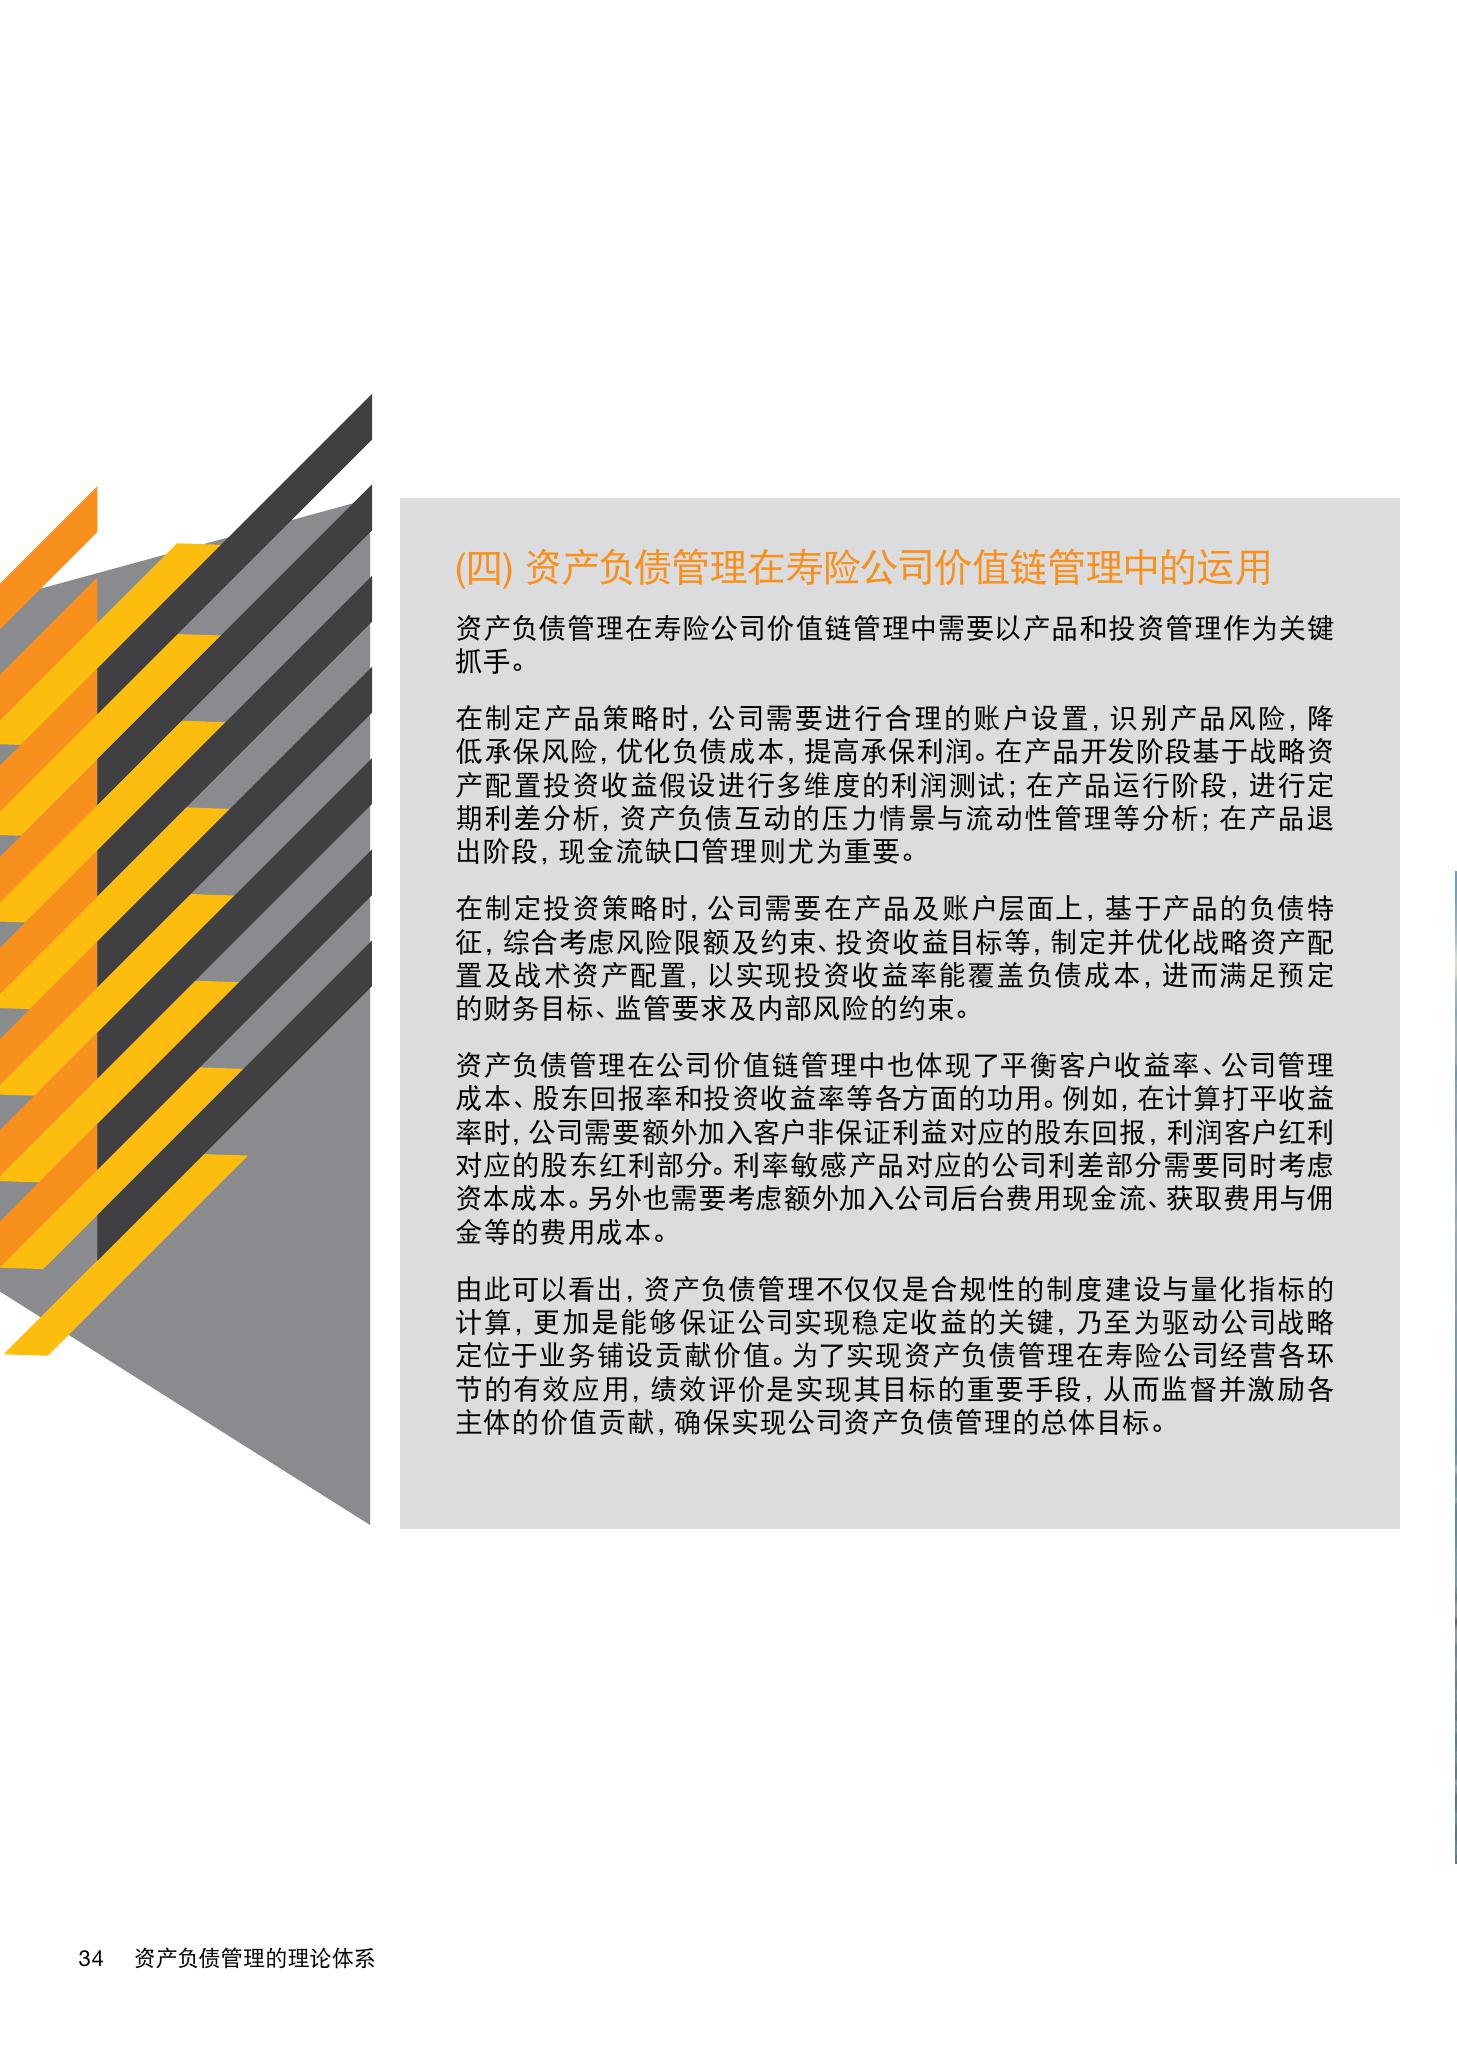 (四) 资产负债管理在寿险公司价值链管理中的运用
资产负债管理在寿险公司价值链管理中需要以产品和投资管理作为关键
抓手。
在制定产品策略时, 公司需要进行合理的账户设置, 识别产品风险, 降
低承保风险, 优化负债成本, 提高承保利润。在产品开发阶段基于战略资
产配置投资收益假设进行多维度的利润测试; 在产品运行阶段, 进行定
期利差分析, 资产负债互动的压力情景与流动性管理等分析; 在产品退
出阶段, 现金流缺口管理则尤为重要。
在制定投资策略时, 公司需要在产品及账户层面上, 基于产品的负债特
征, 综合考虑风险限额及约束、投资收益目标等, 制定并优化战略资产配
置及战术资产配置, 以实现投资收益率能覆盖负债成本, 进而满足预定
的财务目标、监管要求及内部风险的约束。
资产负债管理在公司价值链管理中也体现了平衡客户收益率、公司管理
成本、股东回报率和投资收益率等各方面的功用。例如, 在计算打平收益
率时, 公司需要额外加入客户非保证利益对应的股东回报, 利润客户红利
对应的股东红利部分。利率敏感产品对应的公司利差部分需要同时考虑
资本成本。另外也需要考虑额外加入公司后台费用现金流、获取费用与佣
金等的费用成本。
由此可以看出, 资产负债管理不仅仅是合规性的制度建设与量化指标的
计算, 更加是能够保证公司实现稳定收益的关键, 乃至为驱动公司战略
定位于业务铺设贡献价值。为了实现资产负债管理在寿险公司经营各环
节的有效应用, 绩效评价是实现其目标的重要手段, 从而监督并激励各
主体的价值贡献, 确保实现公司资产负债管理的总体目标。
34 资产负债管理的理论体系